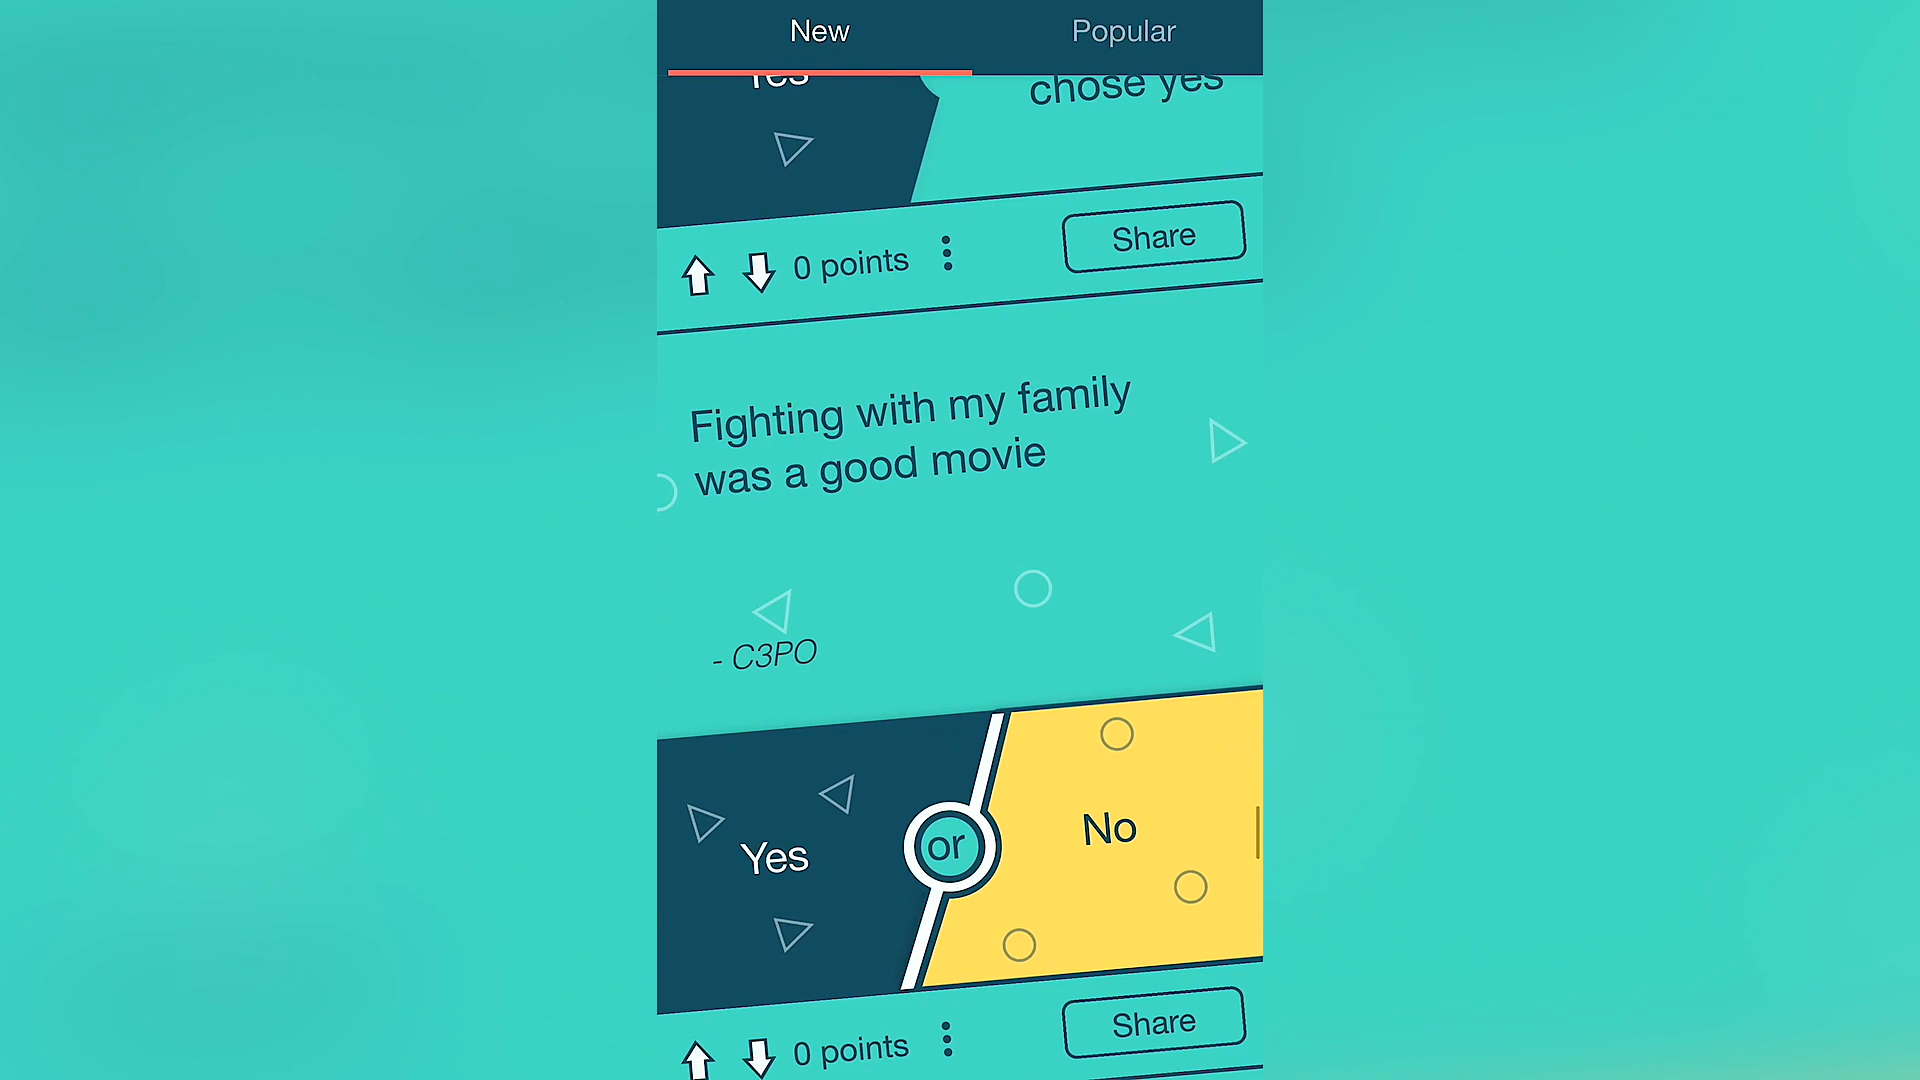 New
Popular
Yes
chose yes
0 points
Share
Fighting with my family
was a good movie
- C3PO
Yes
or
No
0 points
Share